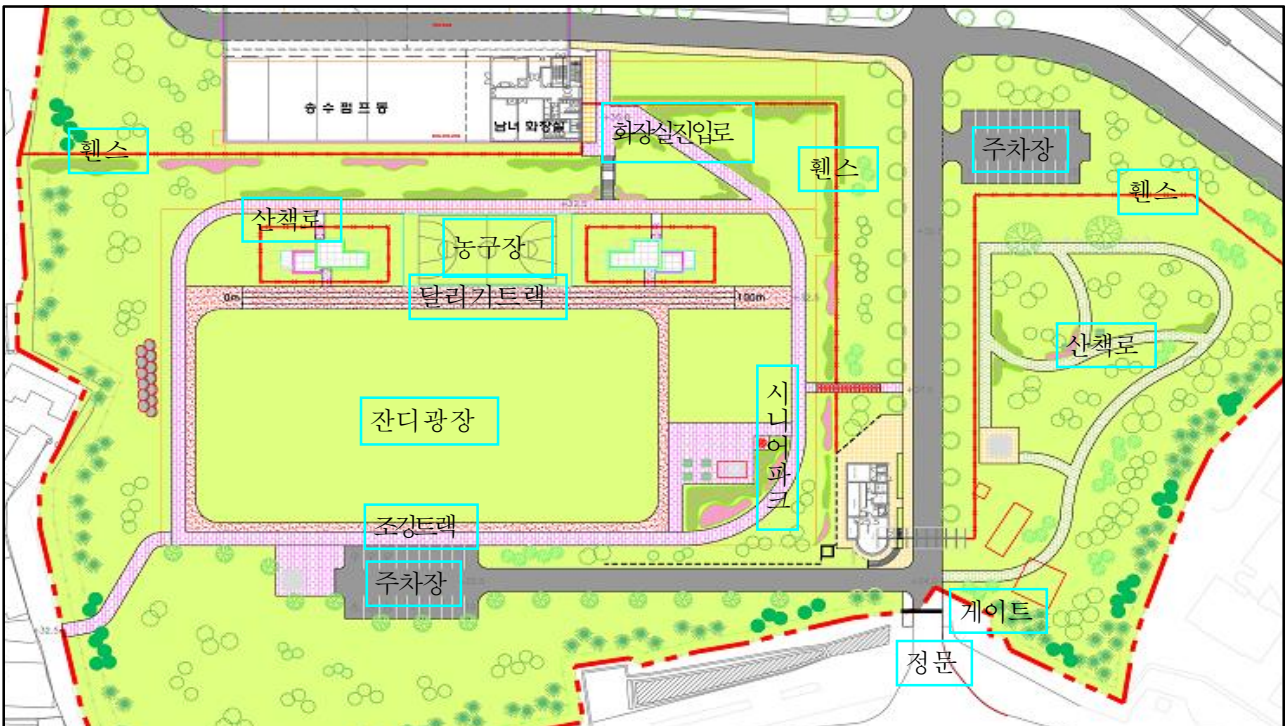 송수펌프동
남녀 화장실
화장실진입로
휀스
휀스
주차장
휀스
산책로
농구장
달리기트랙
0m
100m
산책로
시니어파크
잔디광장
조깅트랙
주차장
게이트
정문